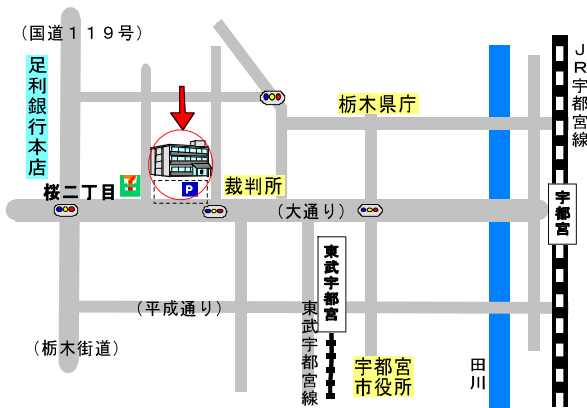 (国道119号)
足利銀行本店
栃木県庁
JR宇都宮線
桜二丁目
7
P
裁判所
(大通り)
宇都宮
東武宇都宮
(平成通り)
東武宇都宮線
(栃木街道)
宇都宮
市役所
田川